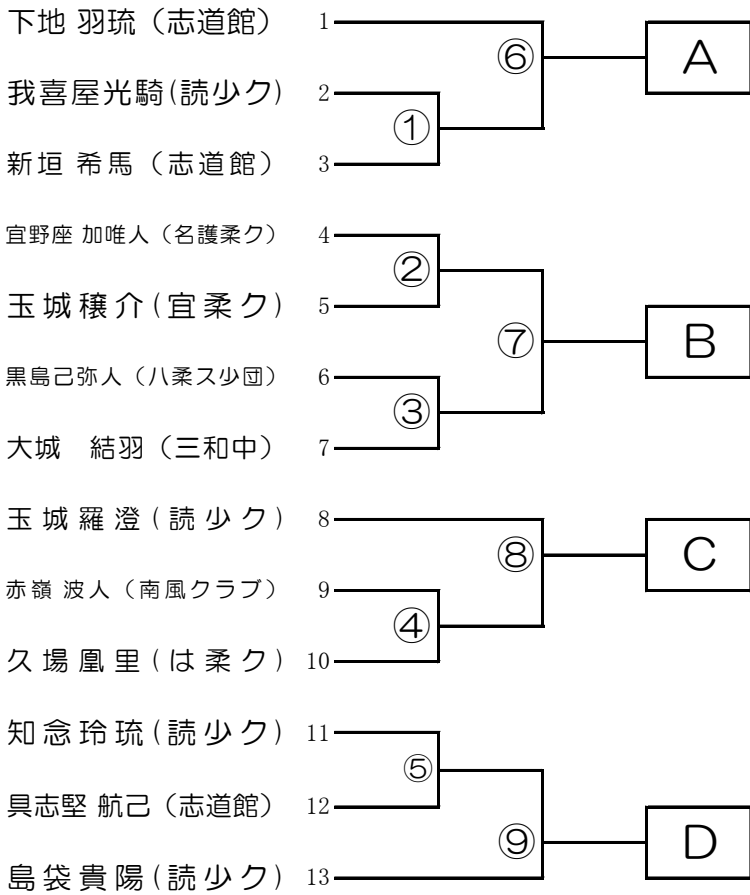 下地 羽琉（志道館） 1
⑥ A
我喜屋光騎(読少ク) 2
①
新垣 希馬（志道館） 3
宜野座 加唯人（名護柔ク） 4
②
玉城穣介(宜柔ク) 5
⑦ B
黒島己弥人（八柔ス少団） 6
③
大城　結羽（三和中） 7
玉城羅澄(読少ク) 8
⑧ C
赤嶺 波人（南風クラブ） 9
④
久場凰里(は柔ク) 10
知念玲琉(読少ク) 11
⑤
具志堅 航己（志道館） 12
⑨ D
島袋貴陽(読少ク) 13